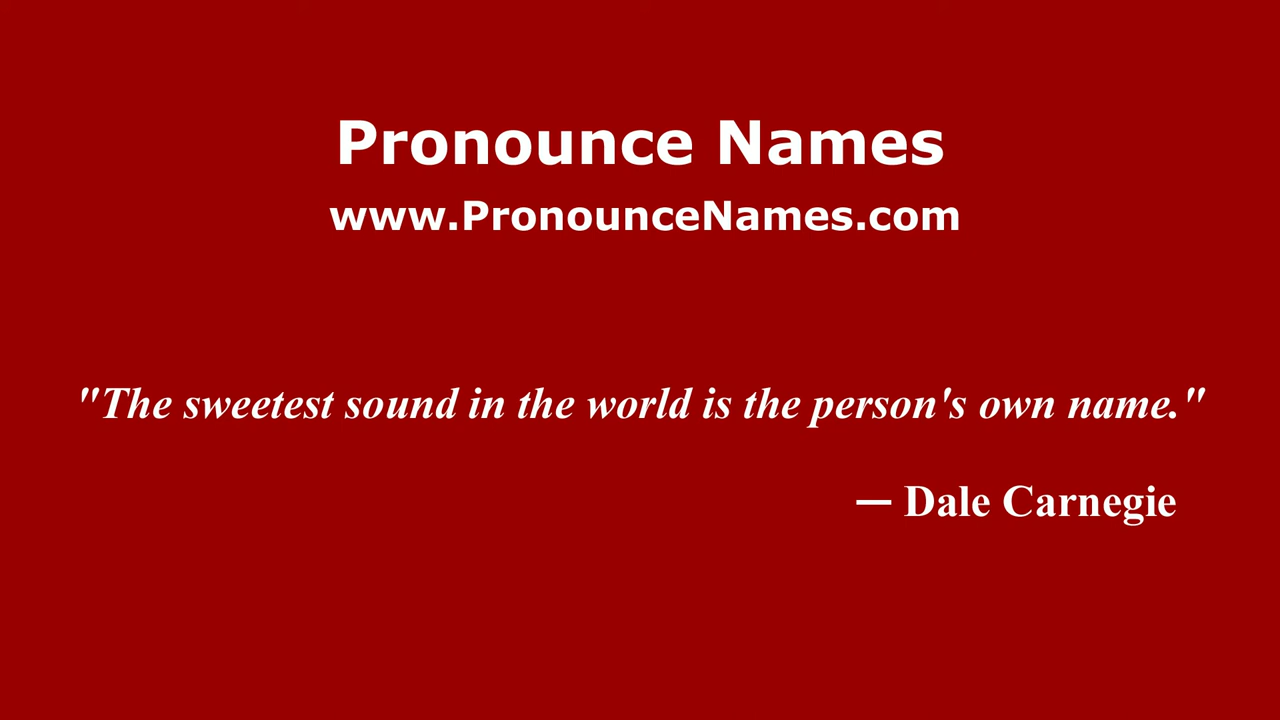 Pronounce Names
www.PronounceNames.com
"The sweetest sound in the world is the person's own name."
— Dale Carnegie